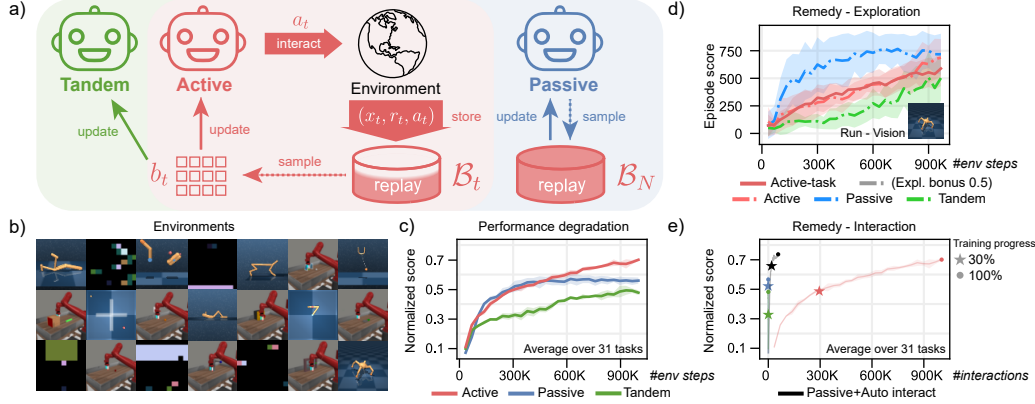 a)
Tandem
Active
a_t
interact
Environment
(x_t, r_t, a_t)
store
update
update
b_t
sample
replay
B_t
Passive
update
sample
replay
B_N
b)
Environments
c)
Performance degradation
Normalized score
0.7
0.5
0.3
0.1
Average over 31 tasks
0
300K
600K
900K
#env steps
Active
Passive
Tandem
d)
Remedy - Exploration
Episode score
750
500
250
0
Run - Vision
0
300K
600K
900K
#env steps
Active-task
(Expl. bonus 0.5)
Active
Passive
Tandem
e)
Remedy - Interaction
Normalized score
0.7
0.5
0.3
0.1
Average over 31 tasks
0
300K
600K
900K
#interactions
Passive+Auto interact
Training progress
30%
100%